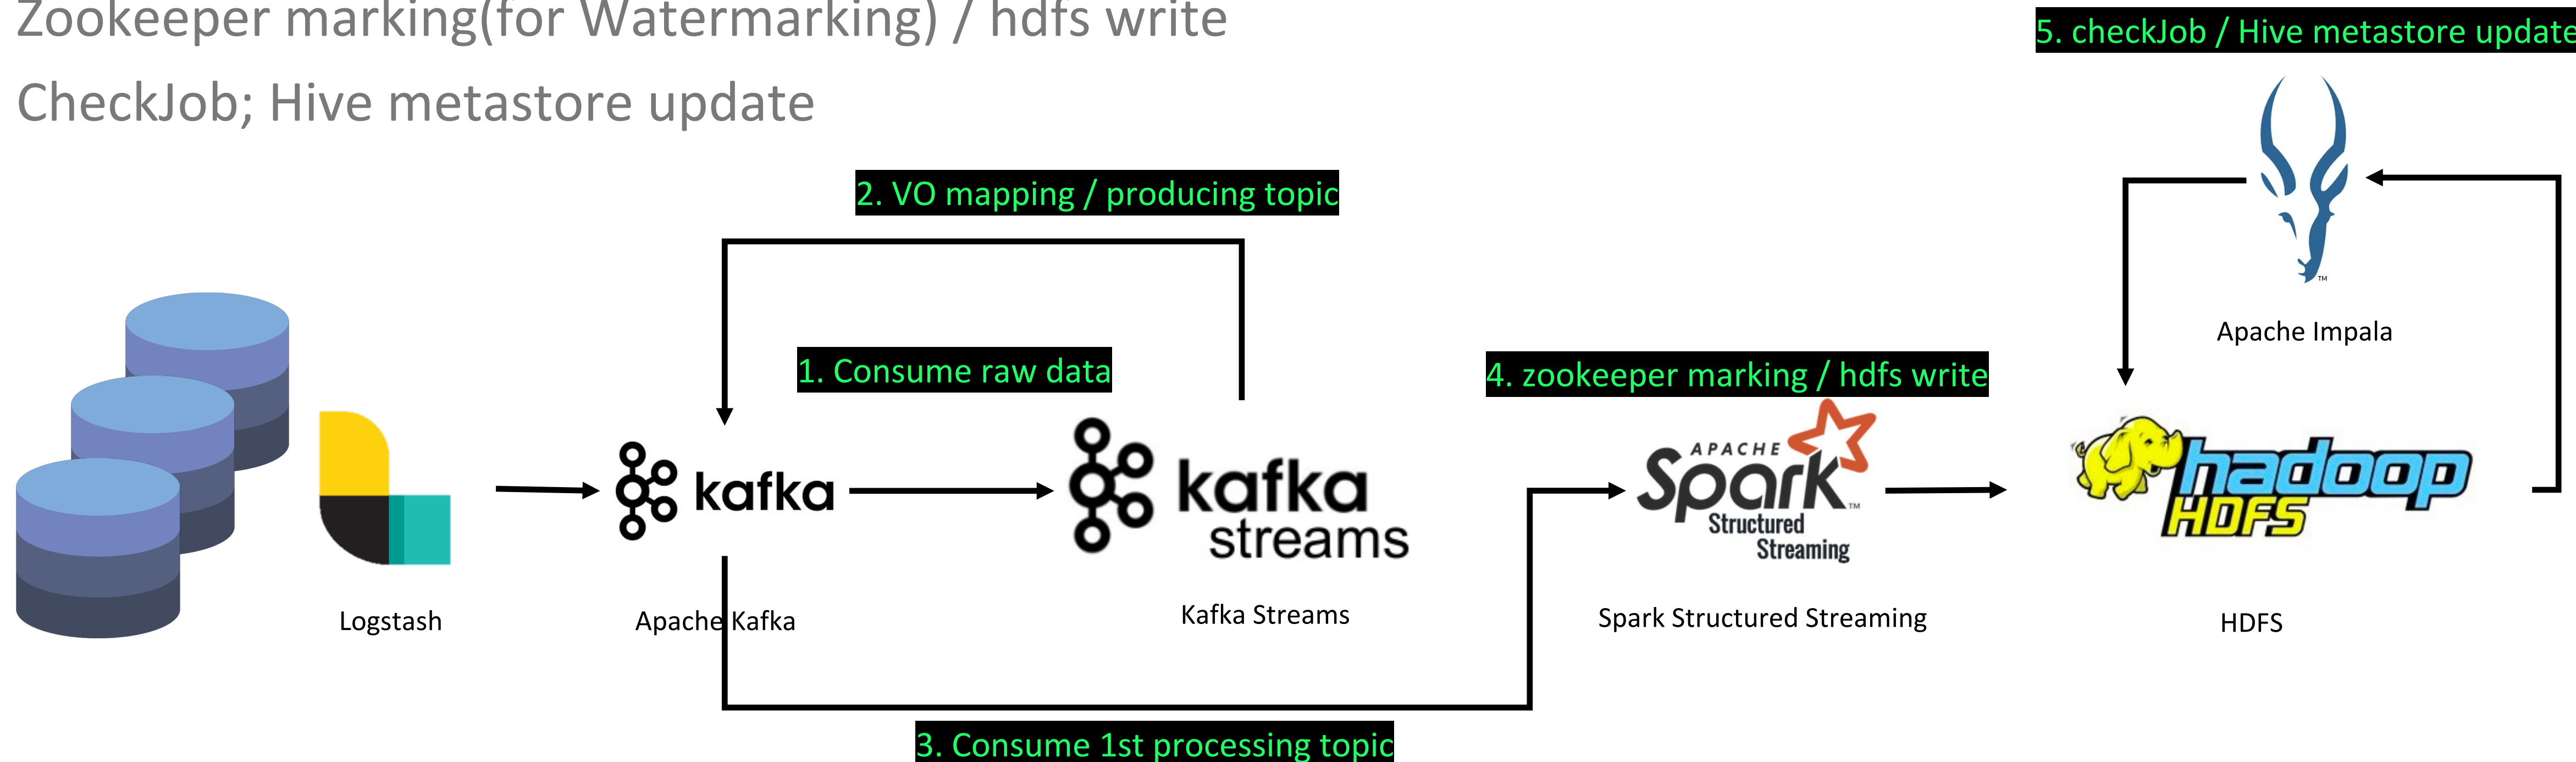 Zookeeper marking(for Watermarking) / hdfs write
CheckJob; Hive metastore update
5. checkJob / Hive metastore update
2. VO mapping / producing topic
1. Consume raw data
4. zookeeper marking / hdfs write
TM
Apache Impala
kafka
kafka
streams
APACHE
Spark
TM
Structured
Streaming
hadoop
HDFS
Logstash
Apache Kafka
Kafka Streams
Spark Structured Streaming
HDFS
3. Consume 1st processing topic